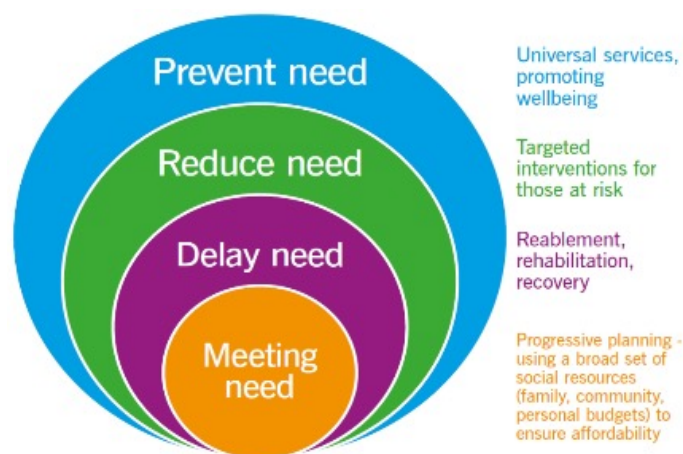 Prevent need
Universal services,
promoting
wellbeing
Reduce need
Targeted
interventions for
those at risk
Delay need
Reablement,
rehabilitation,
recovery
Meeting
need
Progressive planning -
using a broad set of
social resources
(family, community,
personal budgets) to
ensure affordability